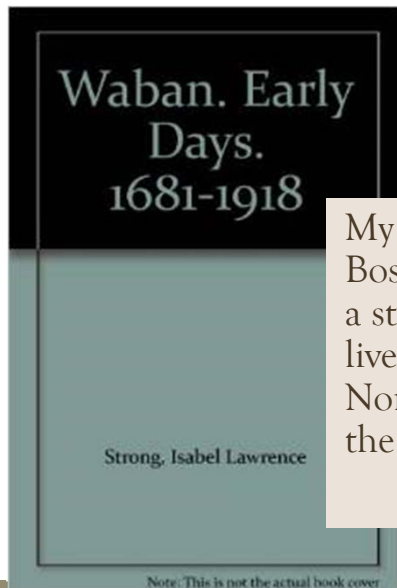 Waban. Early
Days.
1681-1918
My
Bos
a st
live
Nor
the
Strong, Isabel Lawrence
Note: This is not the actual book cover